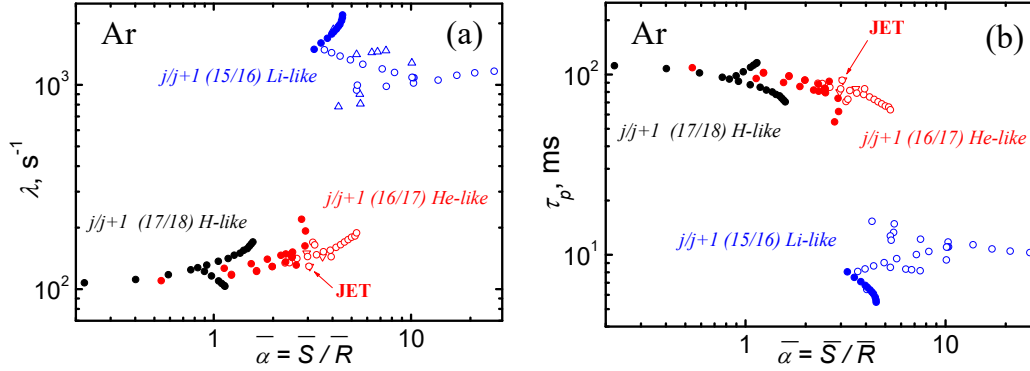 Ar
(a)
j/j+1 (15/16) Li-like
10³
λ, s⁻¹
j/j+1 (17/18) H-like
j/j+1 (16/17) He-like
JET
10²
1
10
α̅ = S̅ / R̅
Ar
(b)
JET
10²
j/j+1 (16/17) He-like
j/j+1 (17/18) H-like
τₚ, ms
10¹
j/j+1 (15/16) Li-like
1
10
α̅ = S̅ / R̅